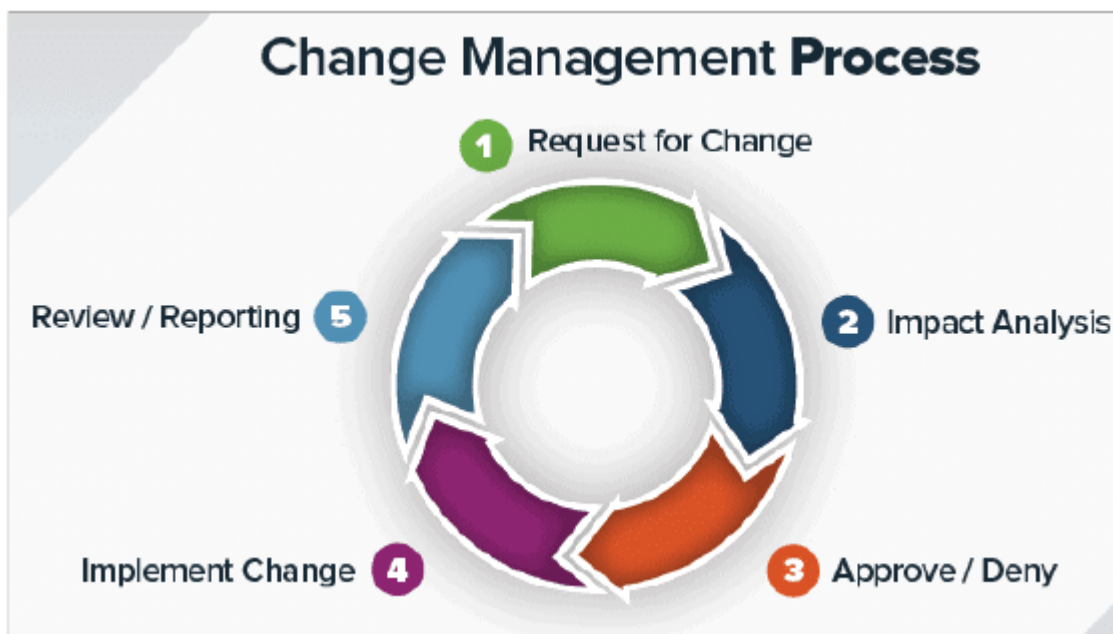 Change Management Process
1 Request for Change
2 Impact Analysis
3 Approve / Deny
Implement Change 4
Review / Reporting 5